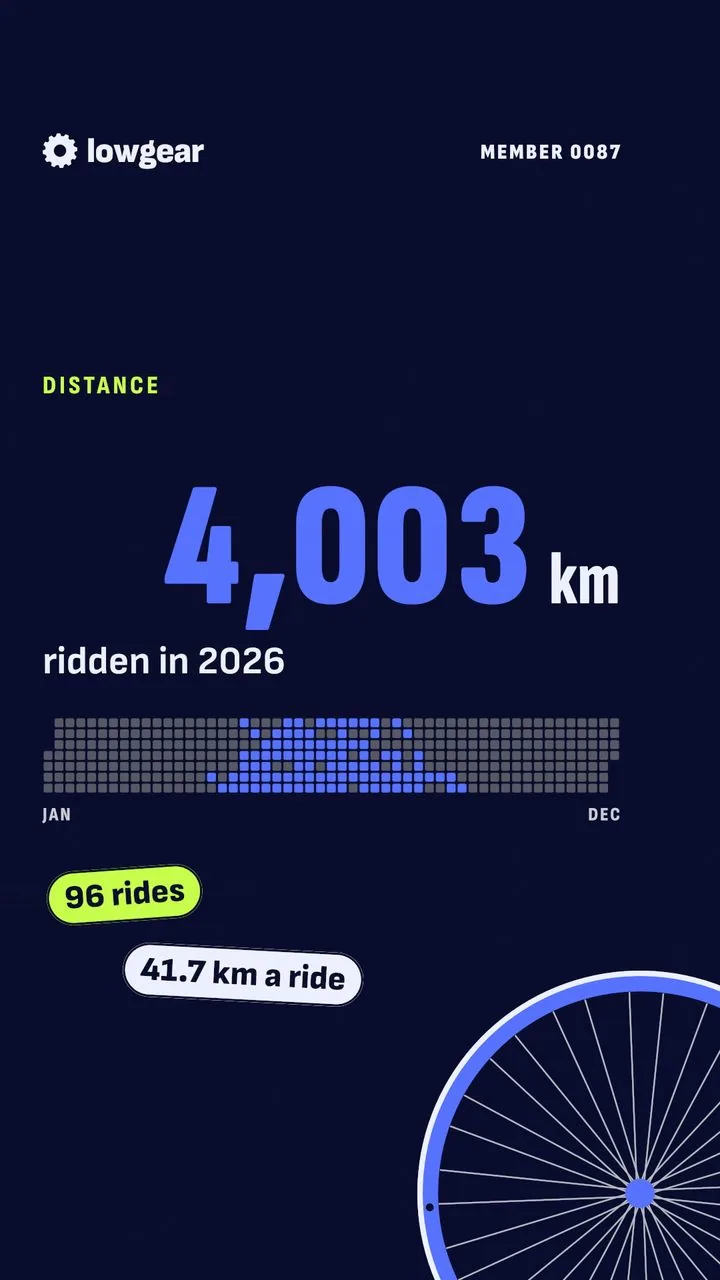 lowgear
MEMBER 0087
DISTANCE
4,003 km
ridden in 2026
JAN
DEC
96 rides
41.7 km a ride